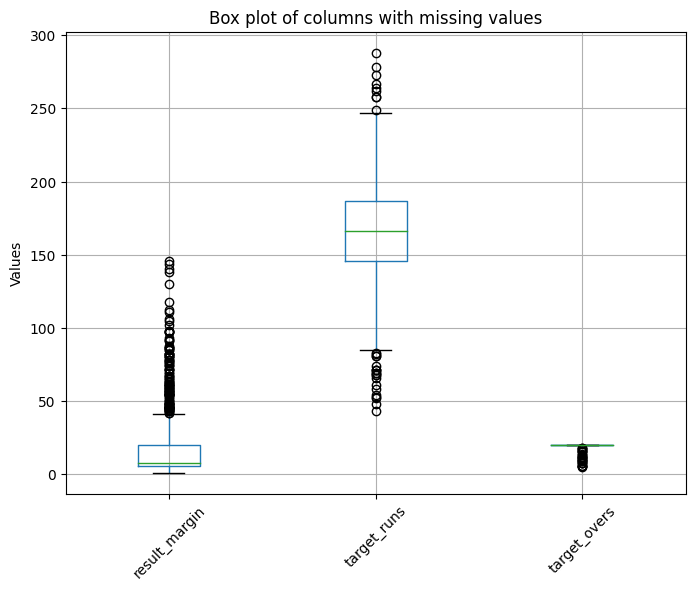 Box plot of columns with missing values
300
250
200
150
100
50
0
Values
result_margin
target_runs
target_overs